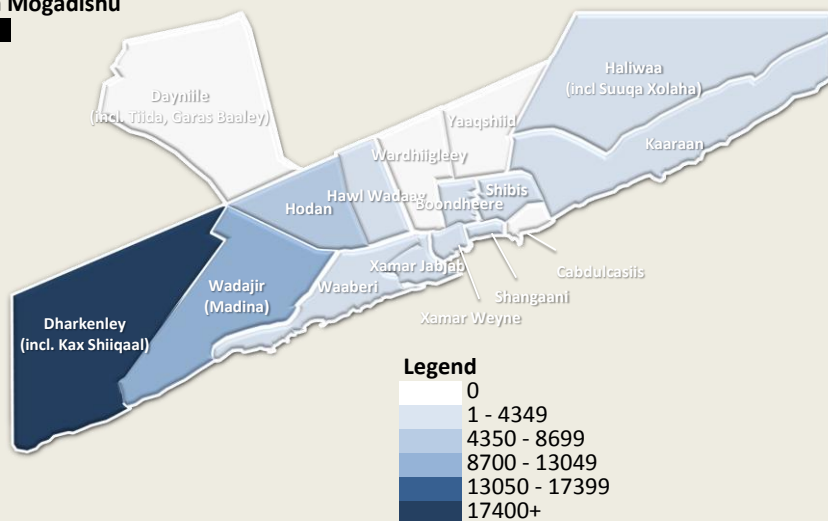 Mogadishu
Dayniile
(incl. Tiida, Garas Baaley)
Haliwaa
(incl Suuqa Xolaha)
Yaaqshiid
Kaaraan
Wardhiigleey
Shibis
Hawl Wadaag
Boondheere
Hodan
Xamar Jabjab
Cabdulcasiis
Wadajir
(Madina)
Waaberi
Shangaani
Xamar Weyne
Dharkenley
(incl. Kax Shiiqaal)
Legend
0
1 - 4349
4350 - 8699
8700 - 13049
13050 - 17399
17400+